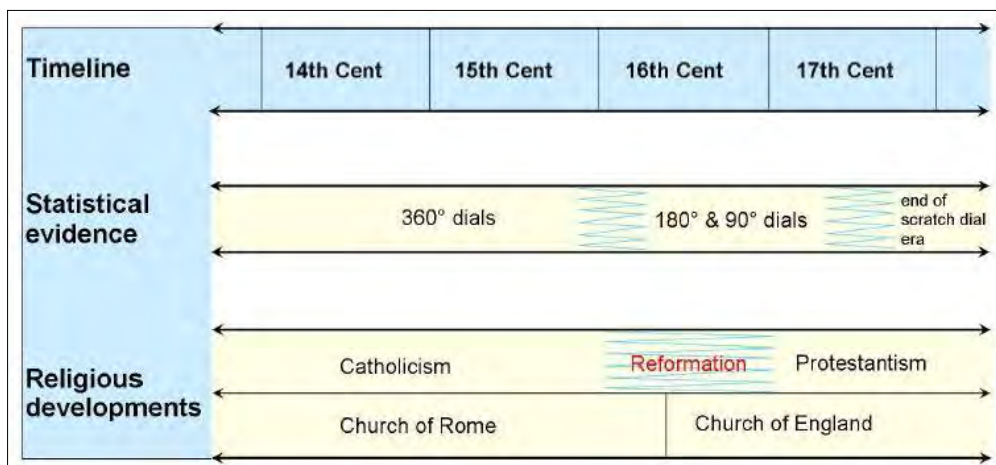 Timeline
14th Cent
15th Cent
16th Cent
17th Cent
Statistical
evidence
360° dials
180° & 90° dials
end of
scratch dial
era
Religious
developments
Catholicism
Reformation
Protestantism
Church of Rome
Church of England